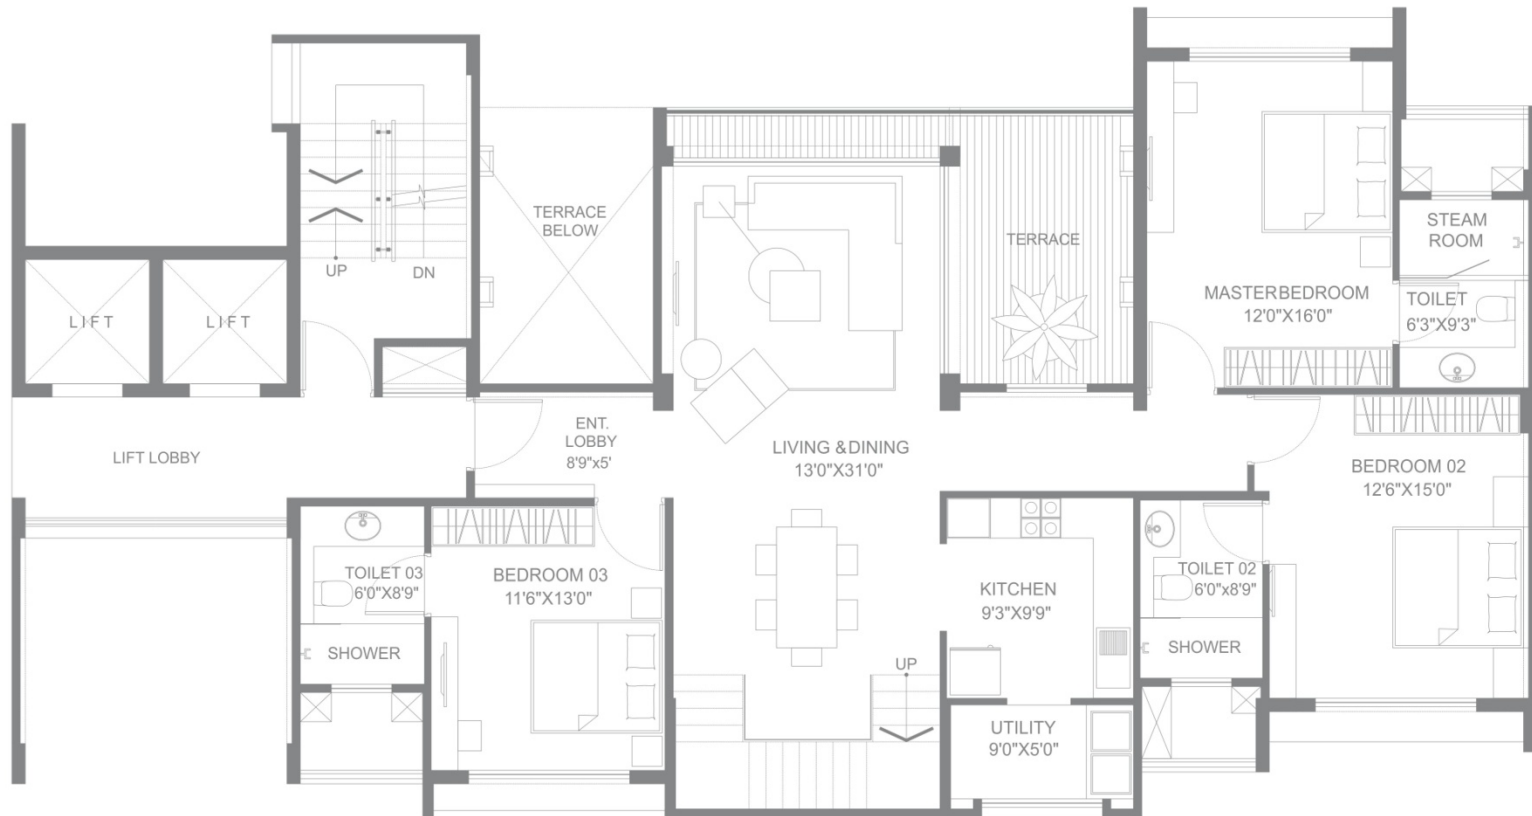 TERRACE
BELOW
UP
DN
LIFT
LIFT
TERRACE
STEAM
ROOM
MASTERBEDROOM
12'0"X16'0"
TOILET
6'3"X9'3"
LIFT LOBBY
ENT.
LOBBY
8'9"x5'
LIVING &DINING
13'0"X31'0"
BEDROOM 02
12'6"X15'0"
TOILET 03
6'0"X8'9"
BEDROOM 03
11'6"X13'0"
KITCHEN
9'3"X9'9"
TOILET 02
6'0"x8'9"
SHOWER
SHOWER
UP
UTILITY
9'0"X5'0"